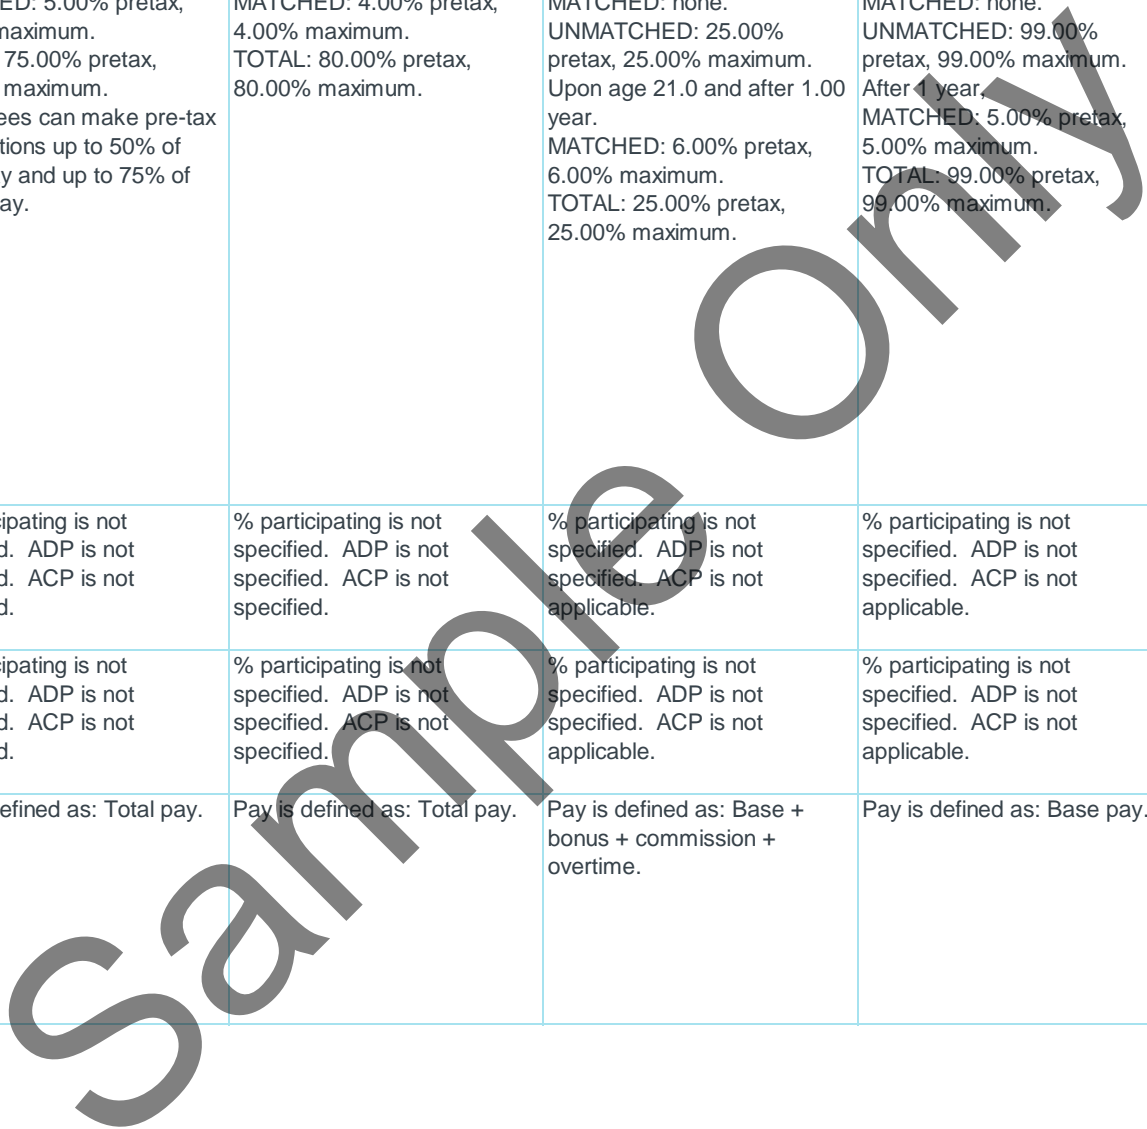 ED: 5.00% pretax,
maximum.
75.00% pretax,
maximum.
ees can make pre-tax
tions up to 50% of
y and up to 75% of
ay.
MATCHED: 4.00% pretax,
4.00% maximum.
TOTAL: 80.00% pretax,
80.00% maximum.
MATCHED: none.
UNMATCHED: 25.00%
pretax, 25.00% maximum.
Upon age 21.0 and after 1.00
year.
MATCHED: 6.00% pretax,
6.00% maximum.
TOTAL: 25.00% pretax,
25.00% maximum.
MATCHED: none.
UNMATCHED: 99.00%
pretax, 99.00% maximum.
After 1 year,
MATCHED: 5.00% pretax,
5.00% maximum.
TOTAL: 99.00% pretax,
99.00% maximum.
cipating is not
d. ADP is not
d. ACP is not
d.
% participating is not
specified. ADP is not
specified. ACP is not
specified.
% participating is not
specified. ADP is not
specified. ACP is not
applicable.
% participating is not
specified. ADP is not
specified. ACP is not
applicable.
cipating is not
d. ADP is not
d. ACP is not
d.
% participating is not
specified. ADP is not
specified. ACP is not
specified.
% participating is not
specified. ADP is not
specified. ACP is not
applicable.
% participating is not
specified. ADP is not
specified. ACP is not
applicable.
efined as: Total pay.
Pay is defined as: Total pay.
Pay is defined as: Base +
bonus + commission +
overtime.
Pay is defined as: Base pay.
Sample Only